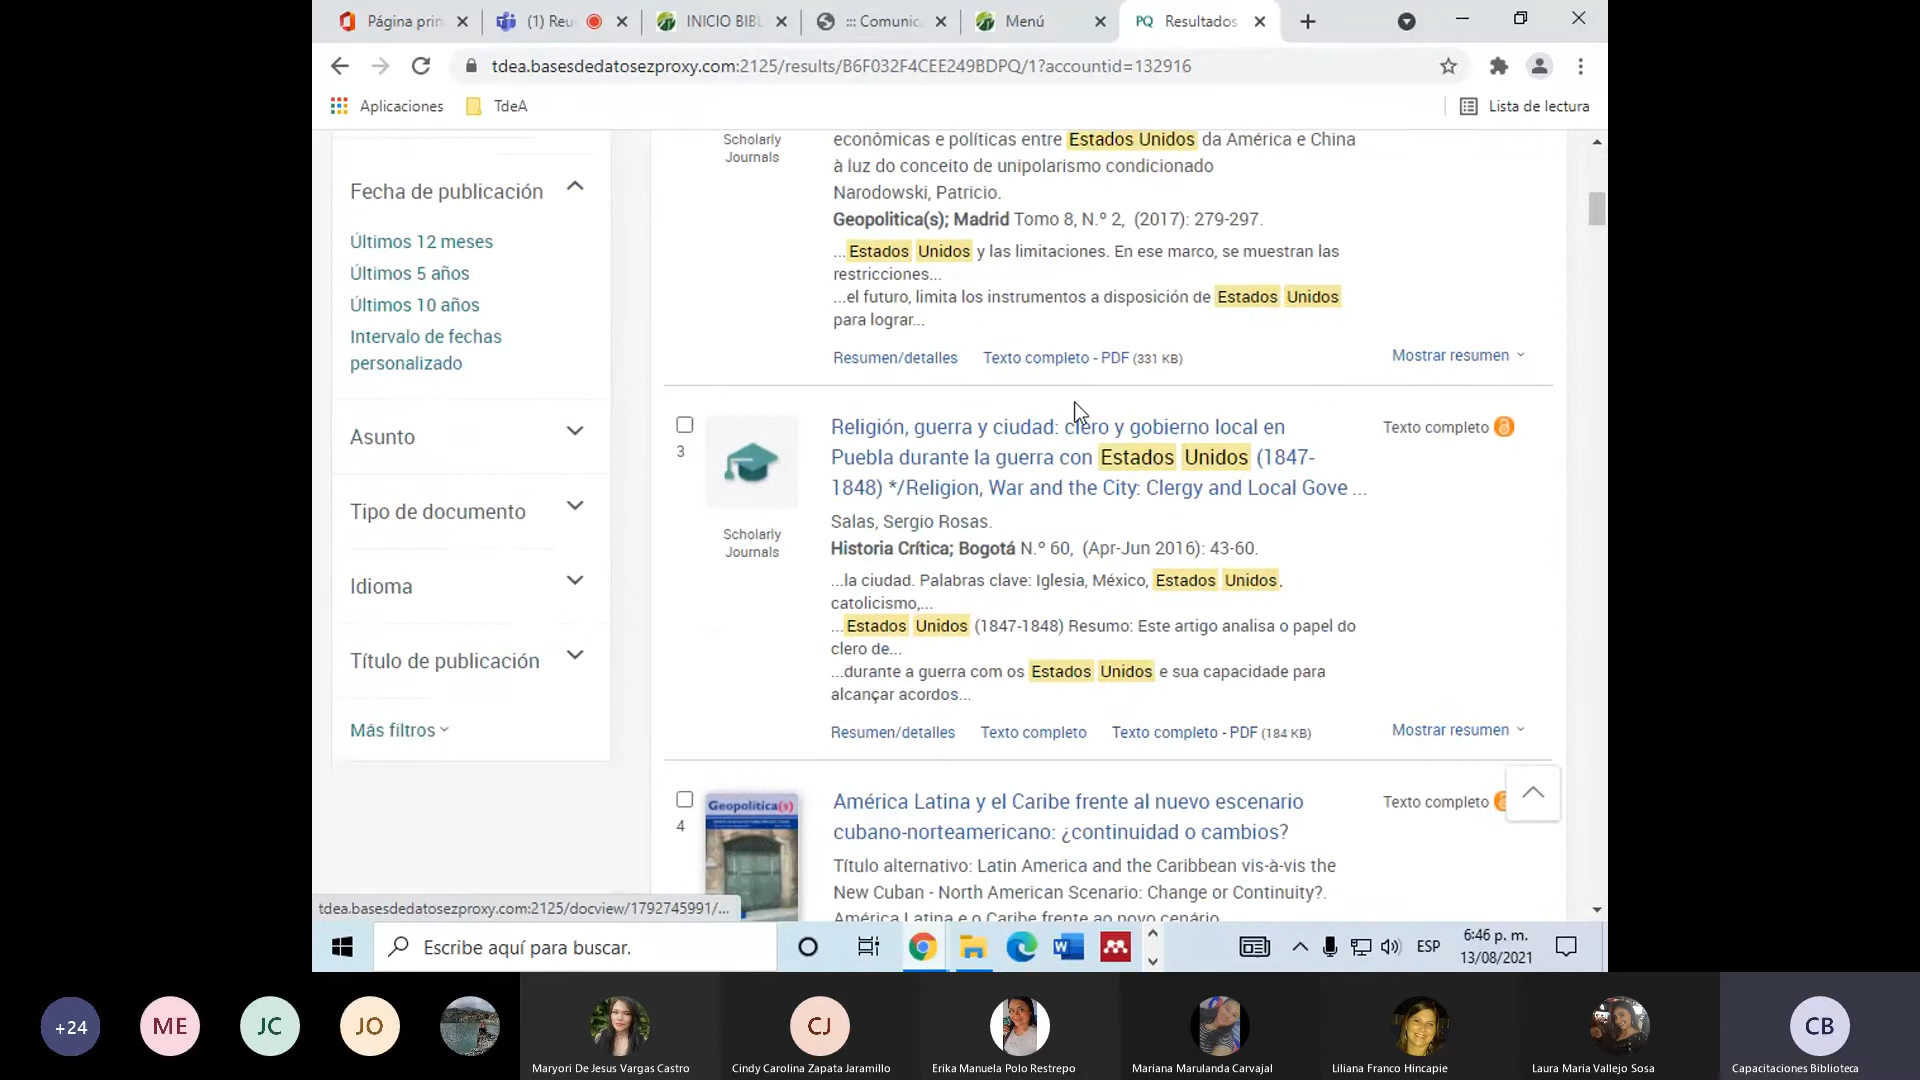 Página prin
(1) Reu
INICIO BIBL
::: Comunic
Menú
PQ Resultados
tdea.basesdedatosezproxy.com:2125/results/B6F032F4CEE249BDPQ/1?accountid=132916
Aplicaciones
TdeA
Lista de lectura
Fecha de publicación
Últimos 12 meses
Últimos 5 años
Últimos 10 años
Intervalo de fechas
personalizado
Asunto
Tipo de documento
Idioma
Título de publicación
Más filtros
Scholarly
Journals
econômicas e políticas entre Estados Unidos da América e China
à luz do conceito de unipolarismo condicionado
Narodowski, Patricio.
Geopolitica(s); Madrid Tomo 8, N.º 2, (2017): 279-297.
...Estados Unidos y las limitaciones. En ese marco, se muestran las
restricciones...
...el futuro, limita los instrumentos a disposición de Estados Unidos
para lograr...
Resumen/detalles Texto completo - PDF (331 KB) Mostrar resumen
3
Scholarly
Journals
Religión, guerra y ciudad: clero y gobierno local en
Puebla durante la guerra con Estados Unidos (1847-
1848) */Religion, War and the City: Clergy and Local Gove ...
Texto completo
Salas, Sergio Rosas.
Historia Crítica; Bogotá N.º 60, (Apr-Jun 2016): 43-60.
...la ciudad. Palabras clave: Iglesia, México, Estados Unidos,
catolicismo,...
...Estados Unidos (1847-1848) Resumo: Este artigo analisa o papel do
clero de...
...durante a guerra com os Estados Unidos e sua capacidade para
alcançar acordos...
Resumen/detalles Texto completo Texto completo - PDF (184 KB) Mostrar resumen
4
Geopolítica(s)
América Latina y el Caribe frente al nuevo escenario
cubano-norteamericano: ¿continuidad o cambios?
Texto completo
Título alternativo: Latin America and the Caribbean vis-à-vis the
New Cuban - North American Scenario: Change or Continuity?.
América Latina e o Caribe frente ao novo cenário
tdea.basesdedatosezproxy.com:2125/docview/1792745991/...
Escribe aquí para buscar.
ESP
6:46 p. m.
13/08/2021
+24
ME
JC
JO
CJ
CB
Maryori De Jesus Vargas Castro
Cindy Carolina Zapata Jaramillo
Erika Manuela Polo Restrepo
Mariana Marulanda Carvajal
Liliana Franco Hincapie
Laura Maria Vallejo Sosa
Capacitaciones Biblioteca